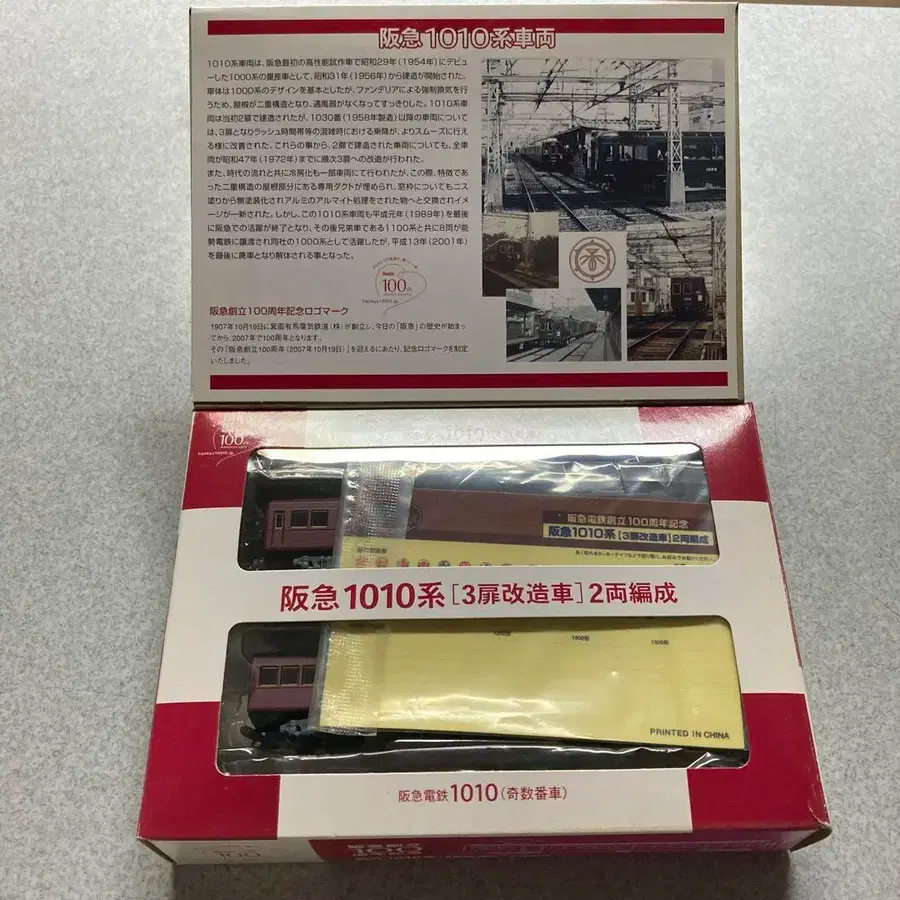 阪急1010系車両
1010系車両は、阪急最初の高性能試作車で昭和29年(1954年)にデビュ
ーした1000系の量産車として、昭和31年(1956年)から建造が開始された。
車体は1000系のデザインを基本としたが、ファンデリアによる強制換気を行
うため、屋根が二重構造となり、通風器がなくなってすっきりした。1010系車
両は当初2扉で建造されたが、1030番(1958年製造)以降の車両について
は、3扉となりラッシュ時間帯等の混雑時における乗降が、よりスムーズに行え
る様に改善された。これらの事から、2扉で建造された車両についても、全車
両が昭和47年(1972年)までに順次3扉への改造が行われた。
また、時代の流れと共に冷房化も一部車両にて行われたが、この際、特徴であ
った二重構造の屋根部分にある専用ダクトが埋められ、窓枠についてもニス
塗りから無塗装化されアルミのアルマイト処理をされた物へと交換されイメ
ージが一新された。しかし、この1010系車両も平成元年(1989年)を最後
に阪急での活躍が終了となり、その後兄弟車である1100系と共に8両が能
勢電鉄に譲渡され同社の1000系として活躍したが、平成13年(2001年)
を最後に廃車となり解体される事となった。
100th
hankyu100th.jp
阪急創立100周年記念ロゴマーク
1907年10月19日に箕面有馬電気鉄道(株)が創立し、今日の「阪急」の歴史が始まっ
てから、2007年で100周年となります。
その「阪急創立100周年(2007年10月19日)」を迎えるにあたり、記念ロゴマークを制定
いたしました。
100th
hankyu100th.jp
阪急電鉄創立100周年記念
阪急1010系[3扉改造車]2両編成
阪急1010系[3扉改造車]2両編成
1200形
1600形
1900形
PRINTED IN CHINA
阪急電鉄1010(奇数番車)
100
阪急創立
100